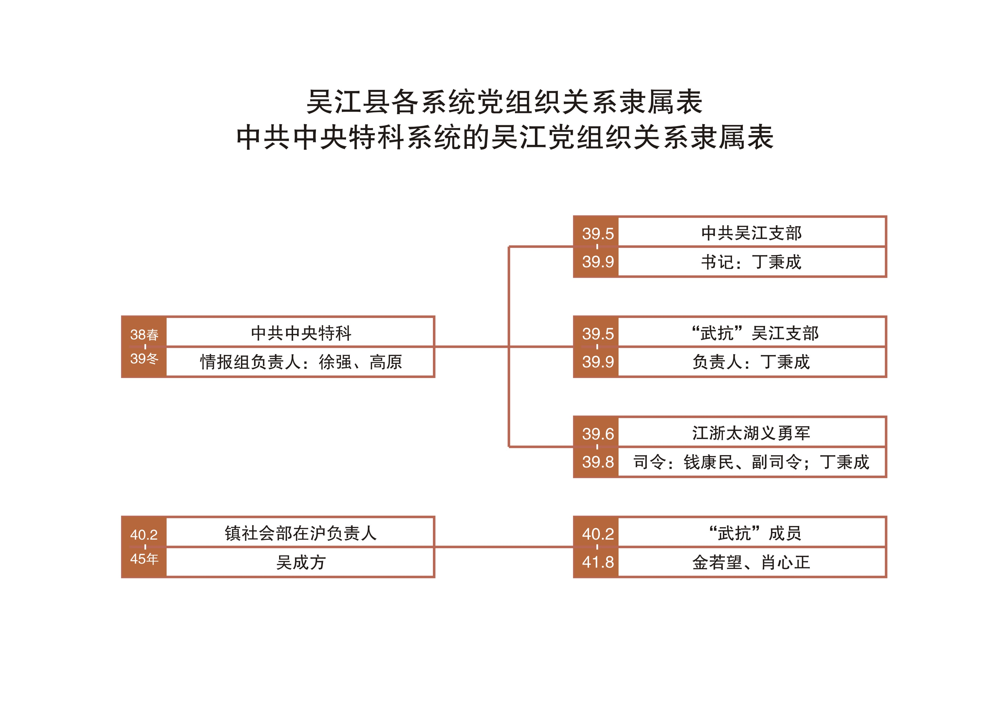 吴江县各系统党组织关系隶属表
中共中央特科系统的吴江党组织关系隶属表
39.5
39.9
中共吴江支部
书记：丁秉成
38春
39冬
中共中央特科
情报组负责人：徐强、高原
39.5
39.9
“武抗”吴江支部
负责人：丁秉成
39.6
39.8
江浙太湖义勇军
司令：钱康民、副司令；丁秉成
40.2
45年
镇社会部在沪负责人
吴成方
40.2
41.8
“武抗”成员
金若望、肖心正